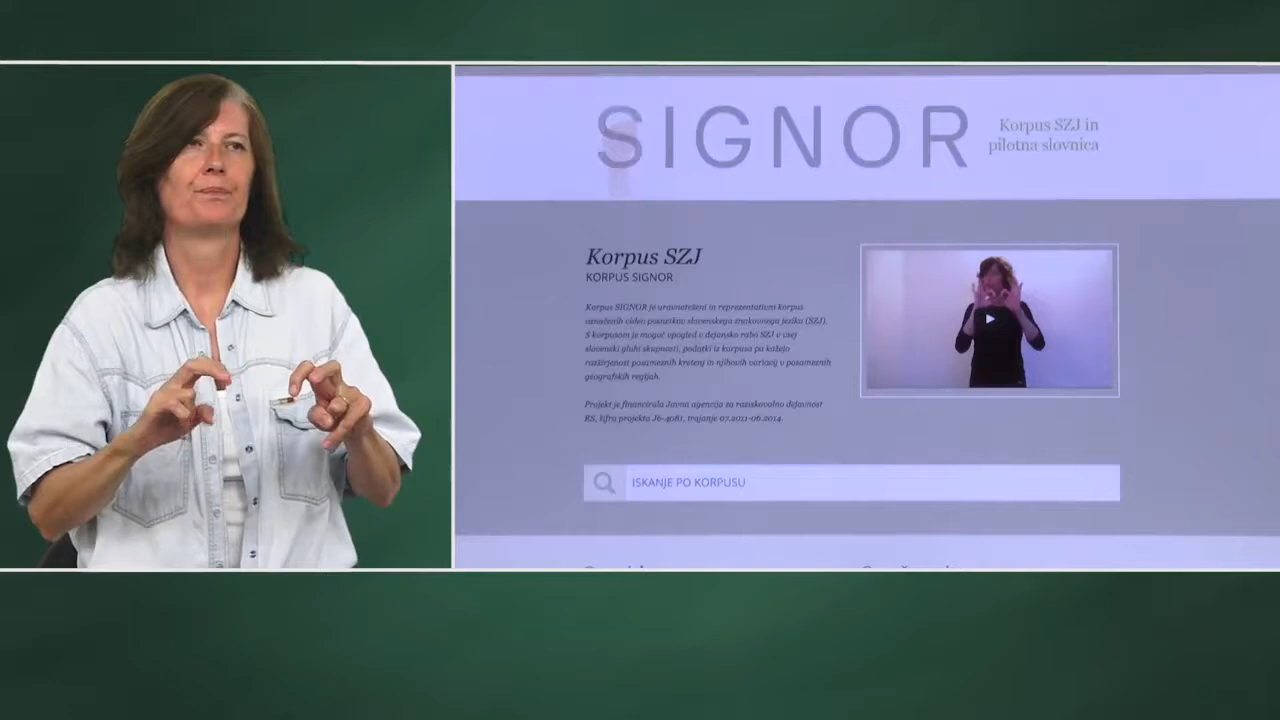 SIGNOR
Korpus SZJ in
pilotna slovnica
Korpus SZJ
KORPUS SIGNOR
Korpus SIGNOR je uravnoteženi in reprezentativni korpus
označenih video posnetkov slovenskega znakovnega jezika (SZJ).
S korpusom je mogoč vpogled v dejansko rabo SZJ v vsej
slovenski gluhi skupnosti, podatki iz korpusa pa kažejo
razširjenost posameznih kretenj in njihovih variacij v posameznih
geografskih regijah.
Projekt je financirala Javna agencija za raziskovalno dejavnost
RS, šifra projekta J6-4081, trajanje 07.2011-06.2014.
ISKANJE PO KORPUSU